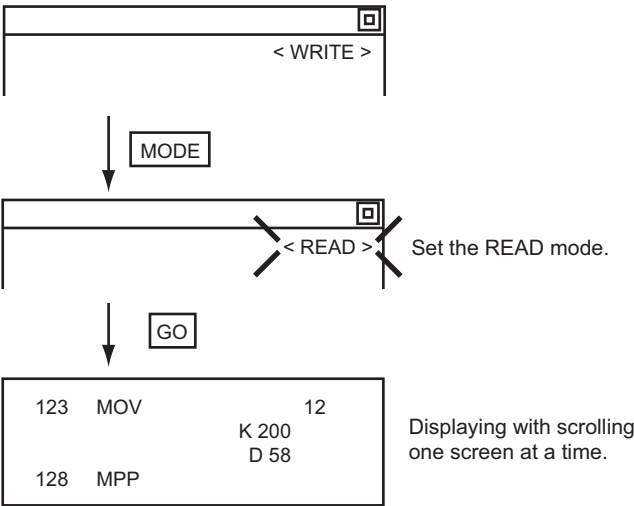 < WRITE >
MODE
< READ >
Set the READ mode.
GO
123 MOV 12
K 200
D 58
128 MPP
Displaying with scrolling
one screen at a time.